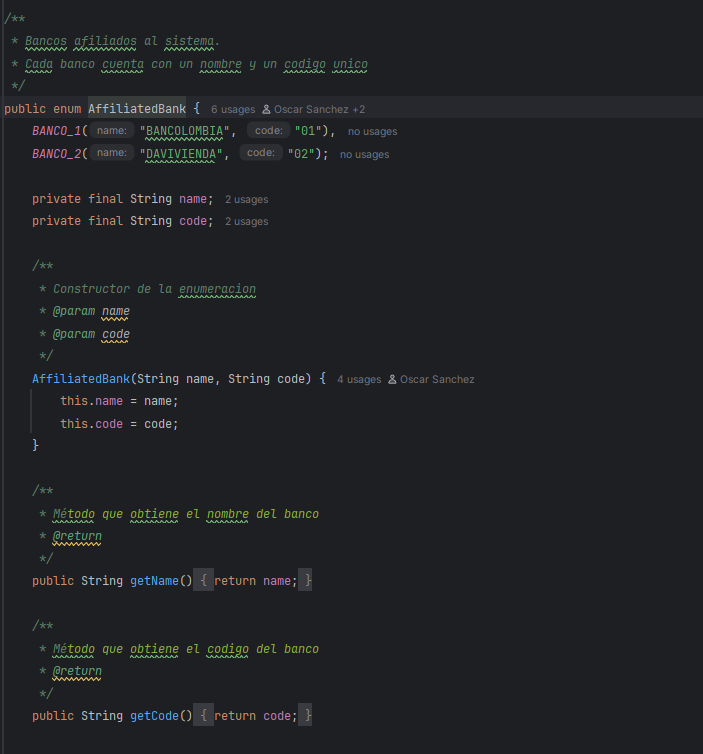 /**
 * Bancos afiliados al sistema.
 * Cada banco cuenta con un nombre y un codigo unico
 */
public enum AffiliatedBank {  6 usages  Oscar Sanchez +2
    BANCO_1( name: "BANCOLOMBIA",  code: "01"),  no usages
    BANCO_2( name: "DAVIVIENDA",  code: "02");  no usages

    private final String name;  2 usages
    private final String code;  2 usages

    /**
     * Constructor de la enumeracion
     * @param name
     * @param code
     */
    AffiliatedBank(String name, String code) {  4 usages  Oscar Sanchez
        this.name = name;
        this.code = code;
    }

    /**
     * Método que obtiene el nombre del banco
     * @return
     */
    public String getName() { return name; }

    /**
     * Método que obtiene el codigo del banco
     * @return
     */
    public String getCode() { return code; }